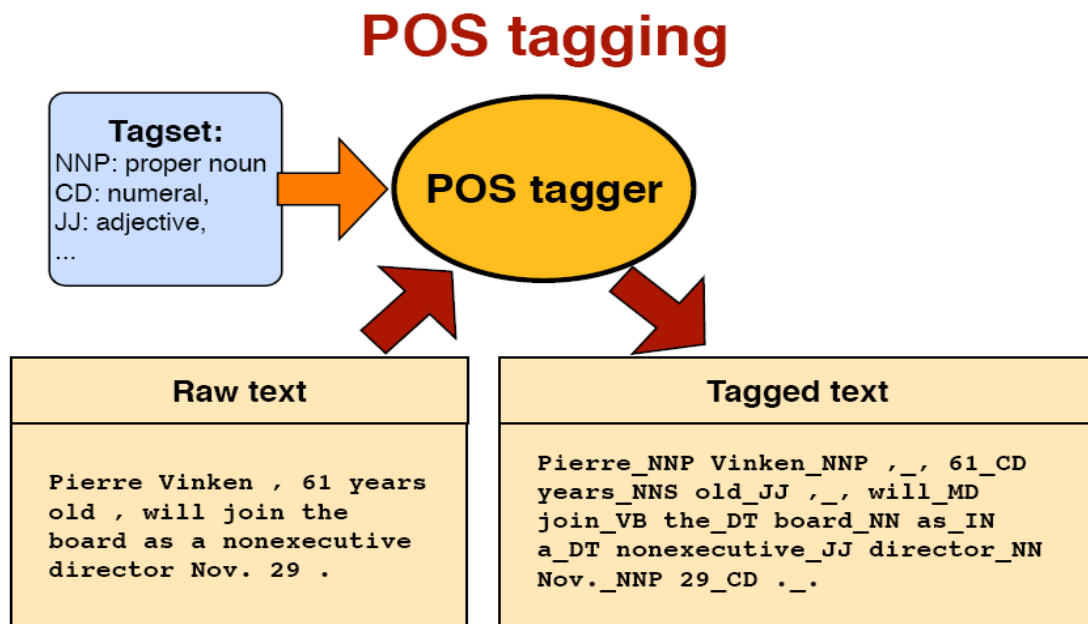 POS tagging
Tagset:
NNP: proper noun
CD: numeral,
JJ: adjective,
...
POS tagger
Raw text
Pierre Vinken , 61 years
old , will join the
board as a nonexecutive
director Nov. 29 .
Tagged text
Pierre_NNP Vinken_NNP ,_, 61_CD
years_NNS old_JJ ,_, will_MD
join_VB the_DT board_NN as_IN
a_DT nonexecutive_JJ director_NN
Nov._NNP 29_CD ._.